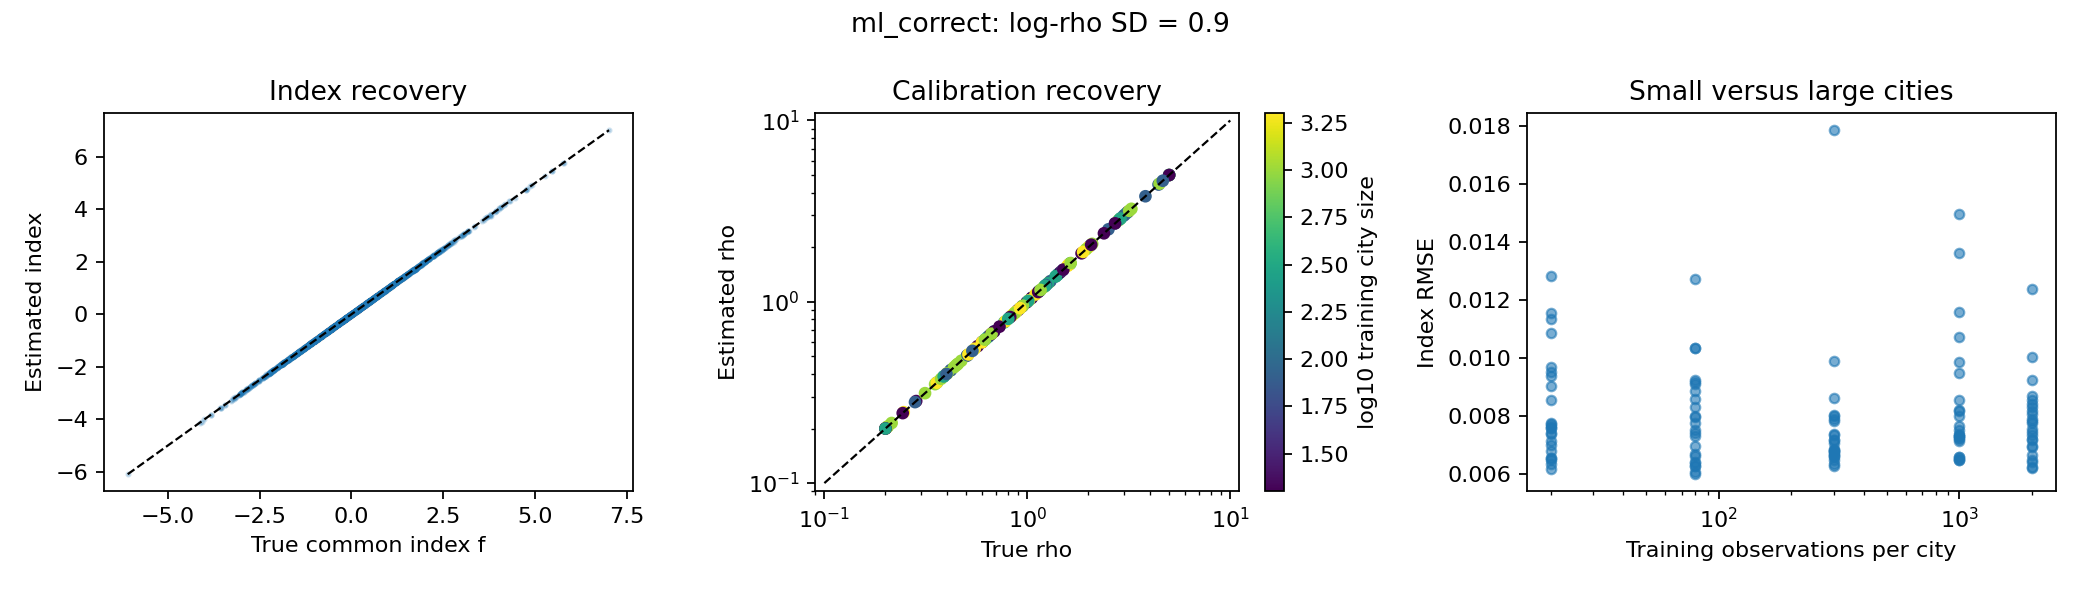 ml_correct: log-rho SD = 0.9
Index recovery
Estimated index
6
4
2
0
−2
−4
−6
−5.0 −2.5 0.0 2.5 5.0 7.5
True common index f
Calibration recovery
Estimated rho
10¹
10⁰
10⁻¹
10⁻¹ 10⁰ 10¹
True rho
3.25
3.00
2.75
2.50
2.25
2.00
1.75
1.50
log10 training city size
Small versus large cities
Index RMSE
0.018
0.016
0.014
0.012
0.010
0.008
0.006
10² 10³
Training observations per city